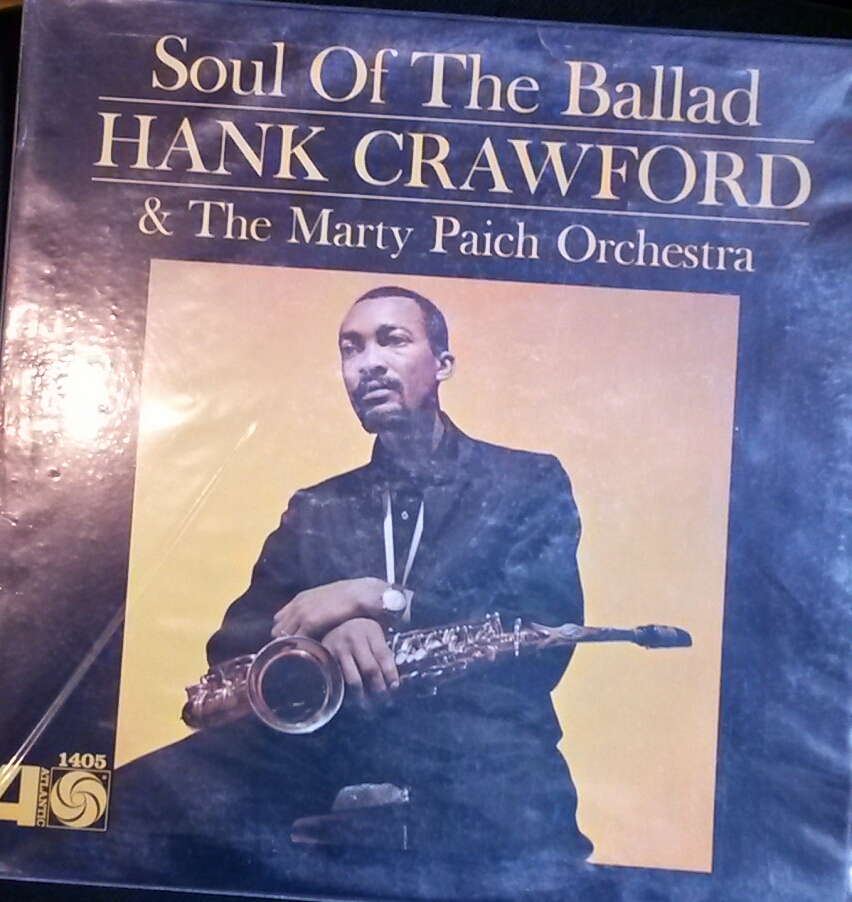 Soul Of The Ballad
HANK CRAWFORD
& The Marty Paich Orchestra
1405
ATLANTIC